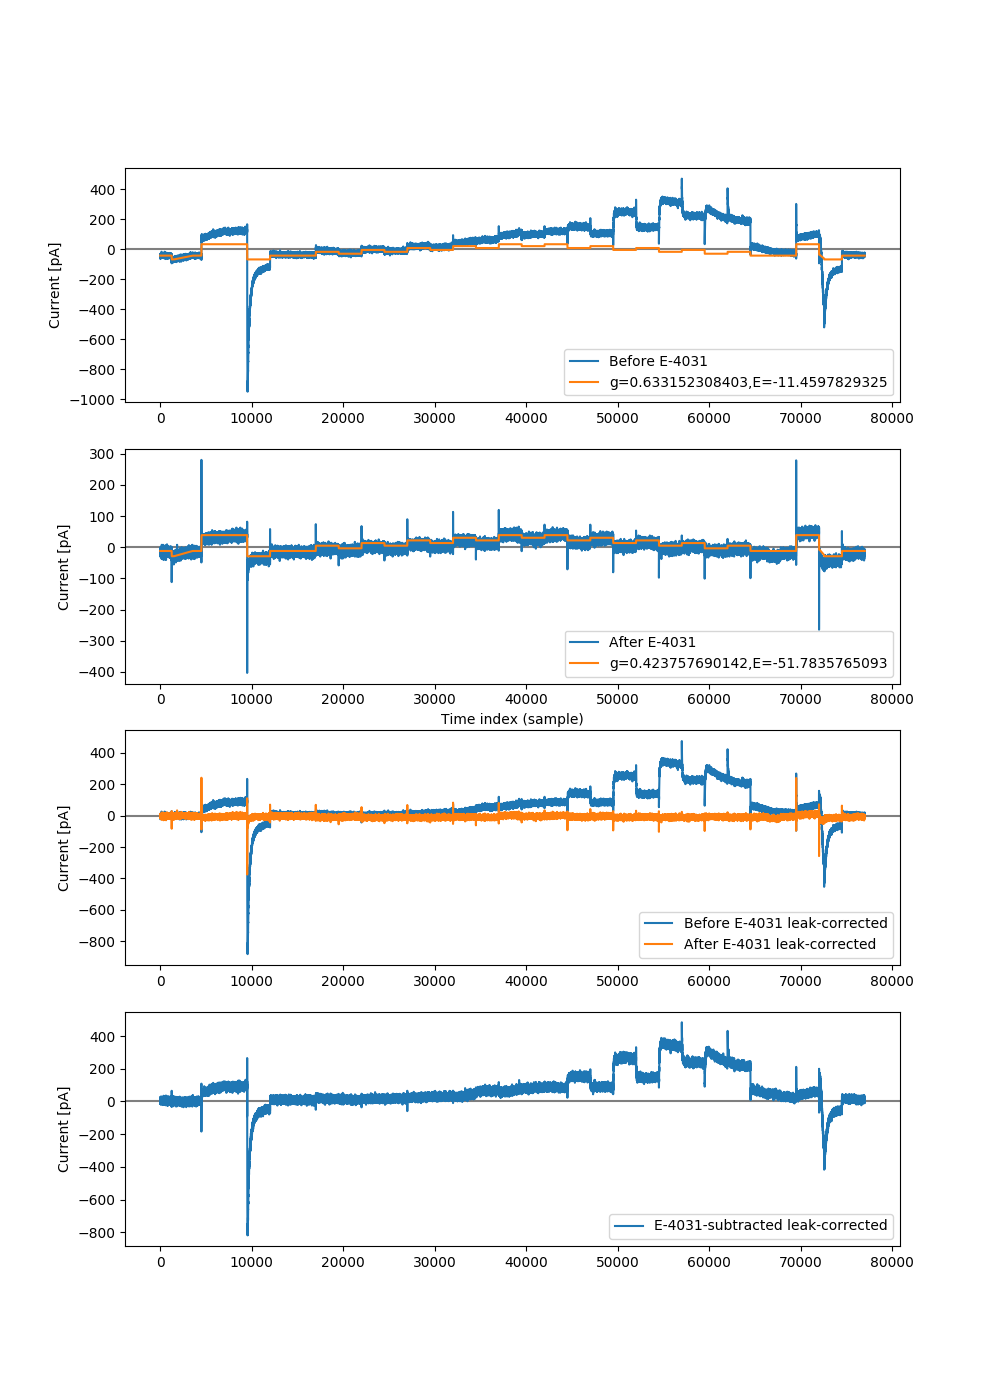 400
200
0
−200
−400
−600
−800
−1000
Current [pA]
Before E-4031
g=0.633152308403,E=-11.4597829325
0 10000 20000 30000 40000 50000 60000 70000 80000
300
200
100
0
−100
−200
−300
−400
Current [pA]
After E-4031
g=0.423757690142,E=-51.7835765093
0 10000 20000 30000 40000 50000 60000 70000 80000
Time index (sample)
400
200
0
−200
−400
−600
−800
Current [pA]
Before E-4031 leak-corrected
After E-4031 leak-corrected
0 10000 20000 30000 40000 50000 60000 70000 80000
400
200
0
−200
−400
−600
−800
Current [pA]
E-4031-subtracted leak-corrected
0 10000 20000 30000 40000 50000 60000 70000 80000